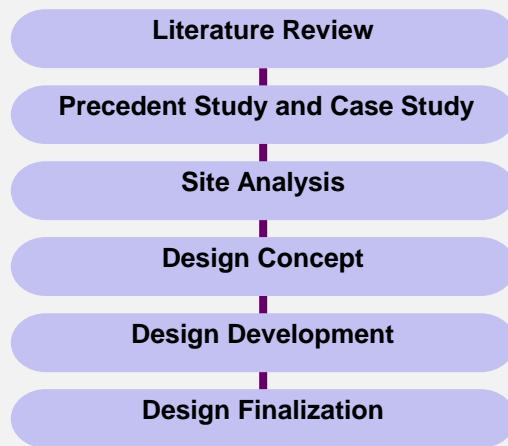 Literature Review
Precedent Study and Case Study
Site Analysis
Design Concept
Design Development
Design Finalization